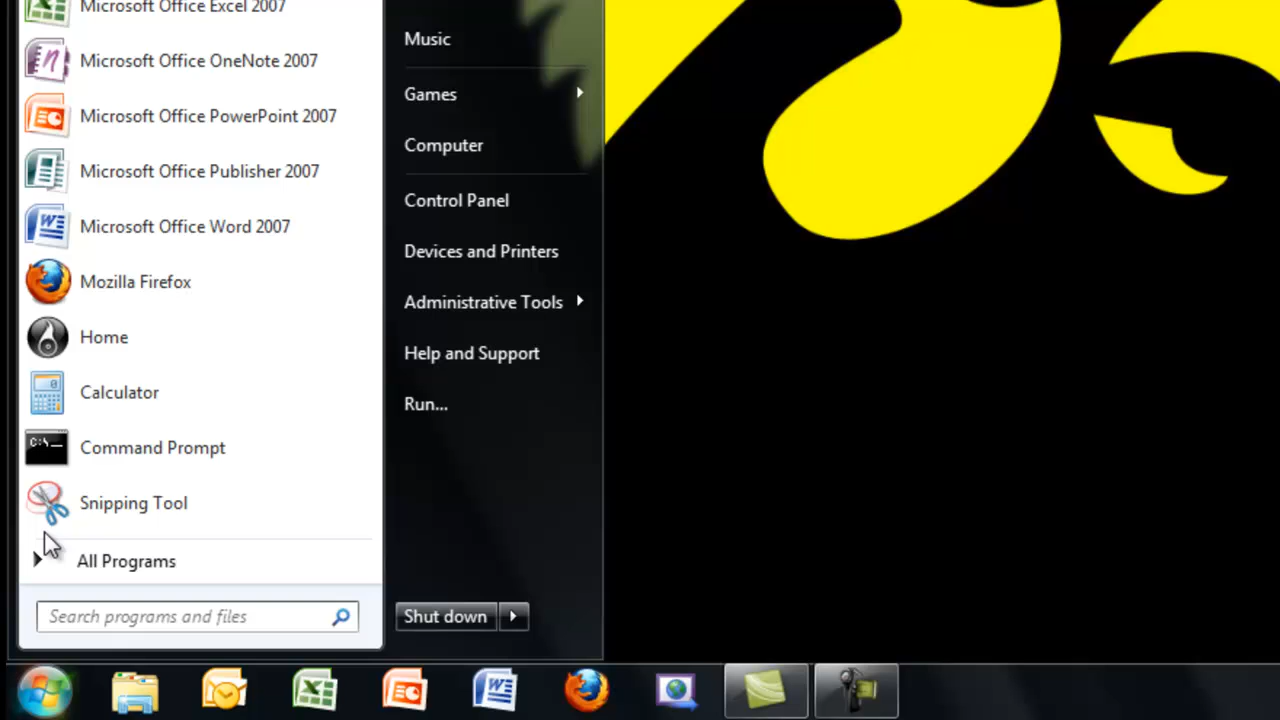 Microsoft Office Excel 2007
Microsoft Office OneNote 2007
Microsoft Office PowerPoint 2007
Microsoft Office Publisher 2007
Microsoft Office Word 2007
Mozilla Firefox
Home
Calculator
C:\_
Command Prompt
Snipping Tool
All Programs
Search programs and files
Music
Games
Computer
Control Panel
Devices and Printers
Administrative Tools
Help and Support
Run...
Shut down